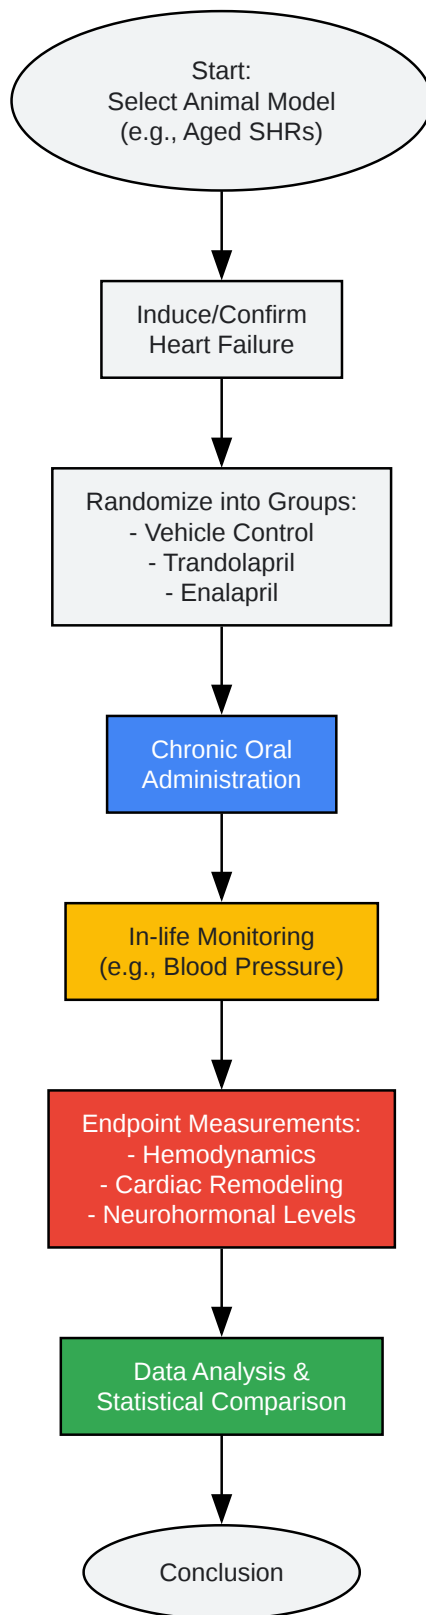 Start:
Select Animal Model
(e.g., Aged SHRs)
Induce/Confirm
Heart Failure
Randomize into Groups:
- Vehicle Control
- Trandolapril
- Enalapril
Chronic Oral
Administration
In-life Monitoring
(e.g., Blood Pressure)
Endpoint Measurements:
- Hemodynamics
- Cardiac Remodeling
- Neurohormonal Levels
Data Analysis &
Statistical Comparison
Conclusion